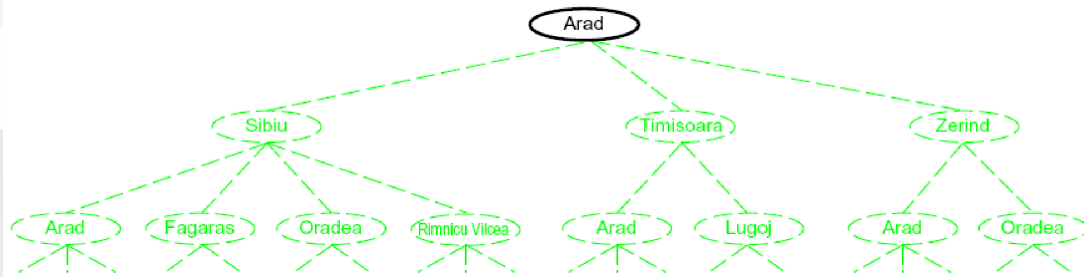 Arad
Sibiu Timisoara Zerind
Arad Fagaras Oradea Rimnicu Vilcea Arad Lugoj Arad Oradea